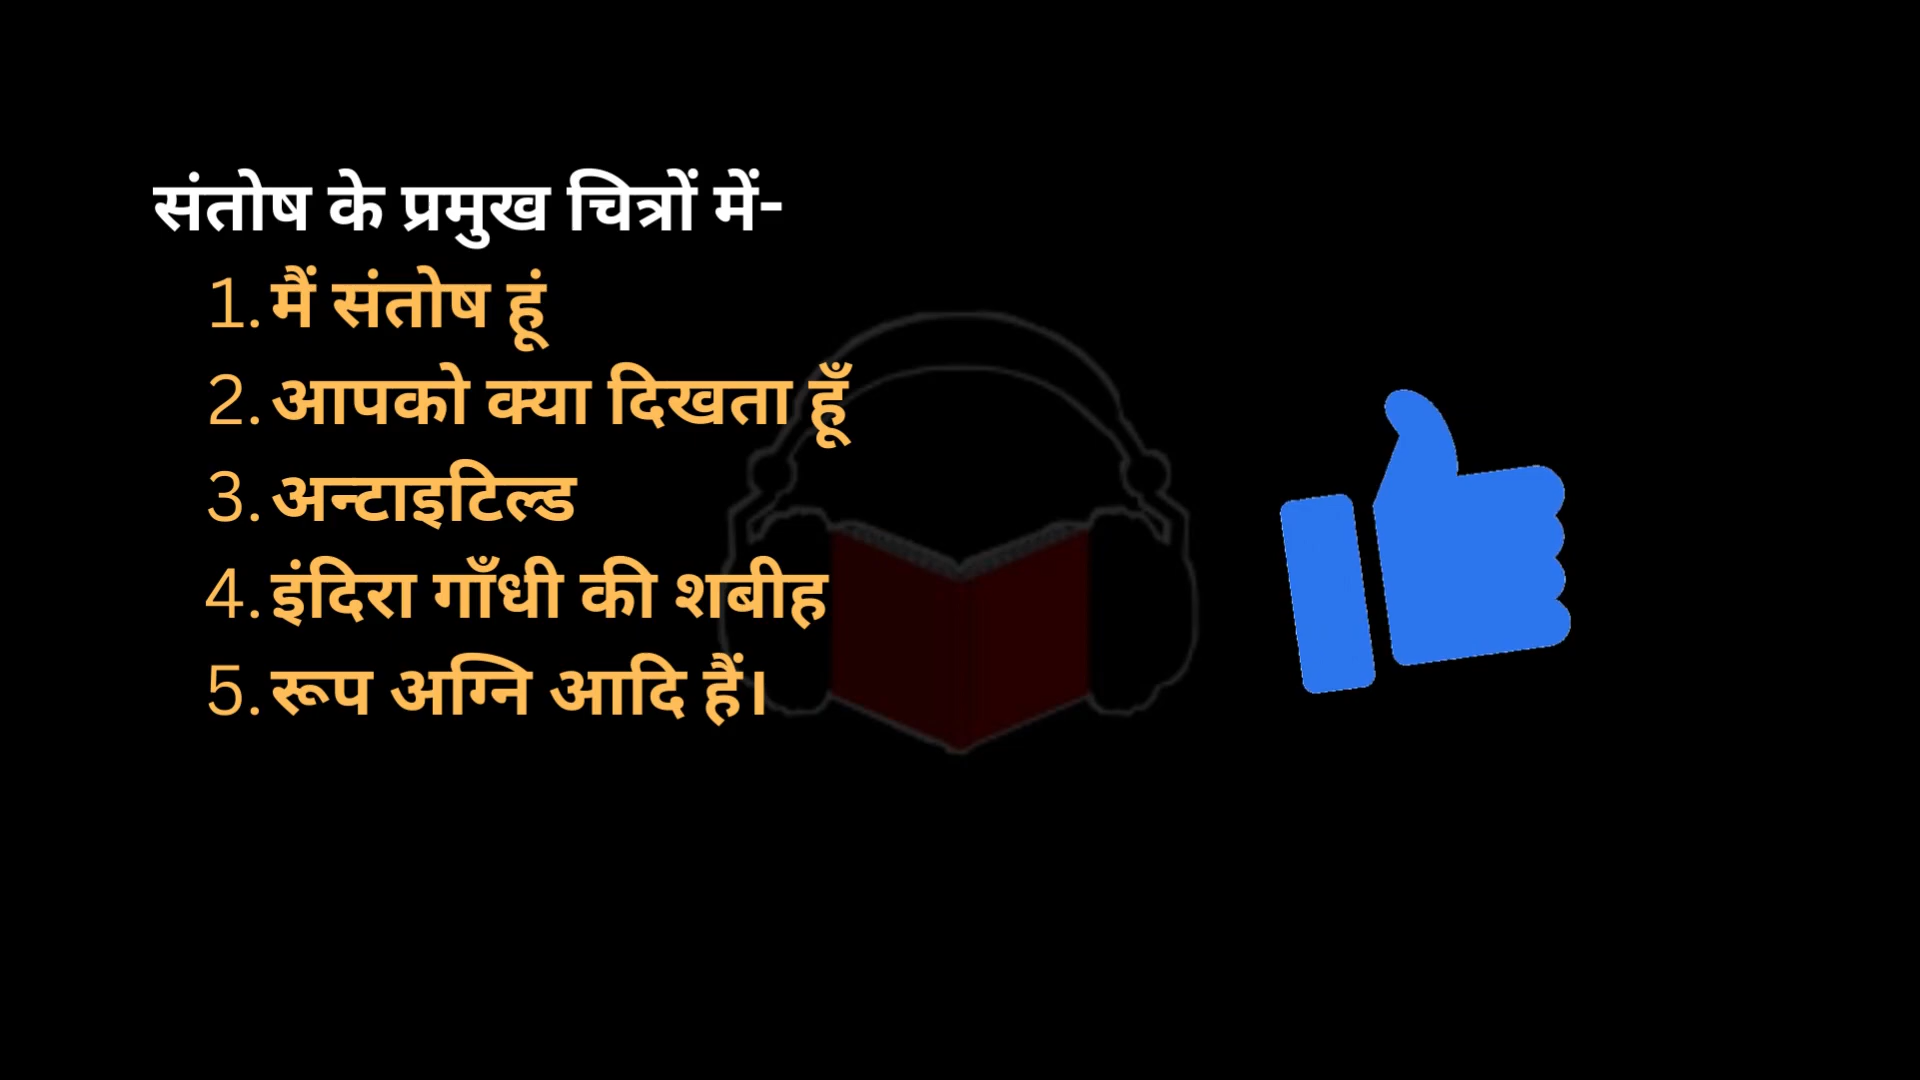 संतोष के प्रमुख चित्रों में-
1. मैं संतोष हूं
2. आपको क्या दिखता हूँ
3. अन्टाइटिल्ड
4. इंदिरा गाँधी की शबीह
5. रूप अग्नि आदि हैं।